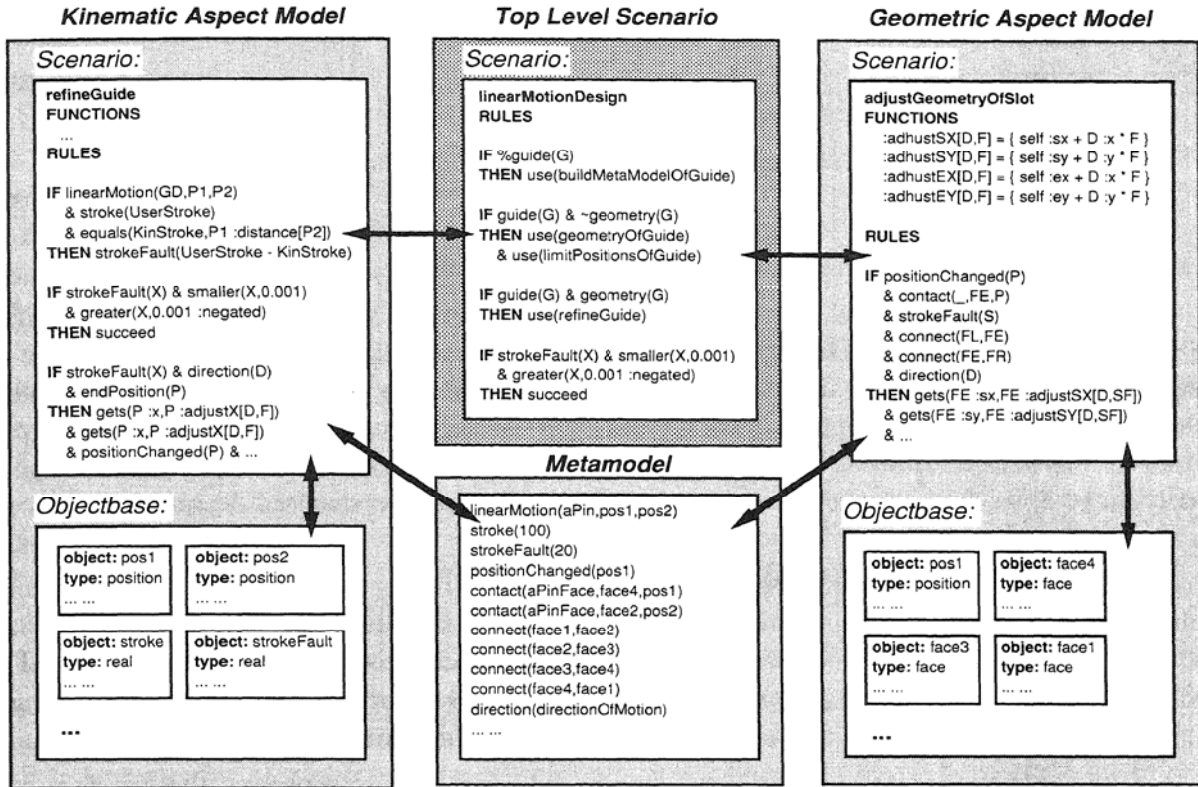 Kinematic Aspect Model
Scenario:
refineGuide
FUNCTIONS
...
RULES
IF linearMotion(GD,P1,P2)
& stroke(UserStroke)
& equals(KinStroke,P1 :distance[P2])
THEN strokeFault(UserStroke - KinStroke)
IF strokeFault(X) & smaller(X,0.001)
& greater(X,0.001 :negated)
THEN succeed
IF strokeFault(X) & direction(D)
& endPosition(P)
THEN gets(P :x,P :adjustX[D,F])
& gets(P :x,P :adjustX[D,F])
& positionChanged(P) & ...
Objectbase:
object: pos1
type: position
... ...
object: pos2
type: position
... ...
object: stroke
type: real
... ...
object: strokeFault
type: real
... ...
...
Top Level Scenario
Scenario:
linearMotionDesign
RULES
IF %guide(G)
THEN use(buildMetaModelOfGuide)
IF guide(G) & ~geometry(G)
THEN use(geometryOfGuide)
& use(limitPositionsOfGuide)
IF guide(G) & geometry(G)
THEN use(refineGuide)
IF strokeFault(X) & smaller(X,0.001)
& greater(X,0.001 :negated)
THEN succeed
Metamodel
linearMotion(aPin,pos1,pos2)
stroke(100)
strokeFault(20)
positionChanged(pos1)
contact(aPinFace,face4,pos1)
contact(aPinFace,face2,pos2)
connect(face1,face2)
connect(face2,face3)
connect(face3,face4)
connect(face4,face1)
direction(directionOfMotion)
... ...
Geometric Aspect Model
Scenario:
adjustGeometryOfSlot
FUNCTIONS
:adhustSX[D,F] = { self :sx + D :x * F }
:adhustSY[D,F] = { self :sy + D :y * F }
:adhustEX[D,F] = { self :ex + D :x * F }
:adhustEY[D,F] = { self :ey + D :y * F }
RULES
IF positionChanged(P)
& contact(_,FE,P)
& strokeFault(S)
& connect(FL,FE)
& connect(FE,FR)
& direction(D)
THEN gets(FE :sx,FE :adjustSX[D,SF])
& gets(FE :sy,FE :adjustSY[D,SF])
& ...
Objectbase:
object: pos1
type: position
... ...
object: face4
type: face
... ...
object: face3
type: face
... ...
object: face1
type: face
... ...
...